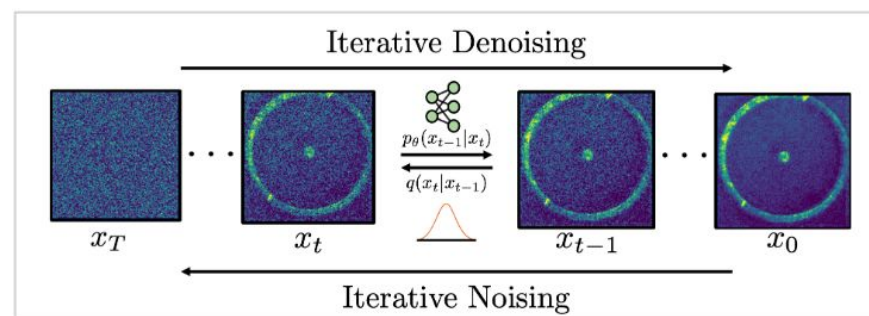 Iterative Denoising
· · ·
p_θ(x_{t−1}|x_t)
q(x_t|x_{t−1})
· · ·
x_T
x_t
x_{t−1}
x_0
Iterative Noising